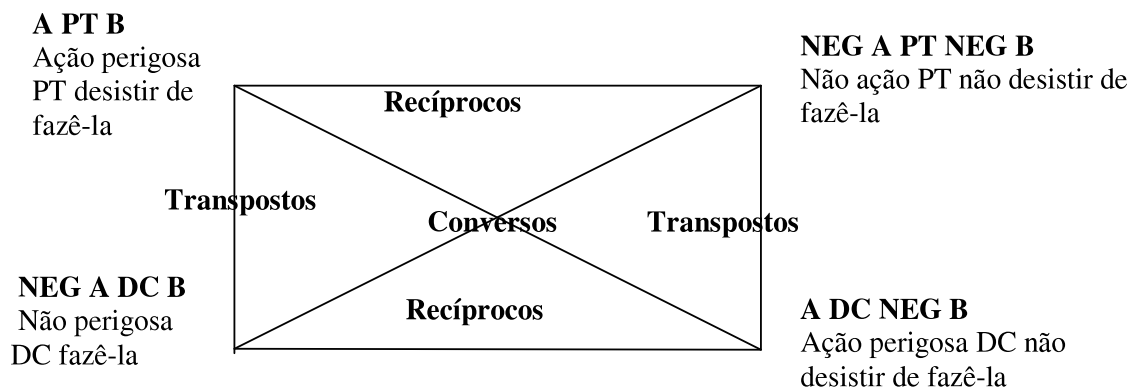 A PT B
Ação perigosa
PT desistir de
fazê-la
NEG A PT NEG B
Não ação PT não desistir de
fazê-la
Recíprocos
Transpostos
Conversos
Transpostos
NEG A DC B
Não perigosa
DC fazê-la
Recíprocos
A DC NEG B
Ação perigosa DC não
desistir de fazê-la